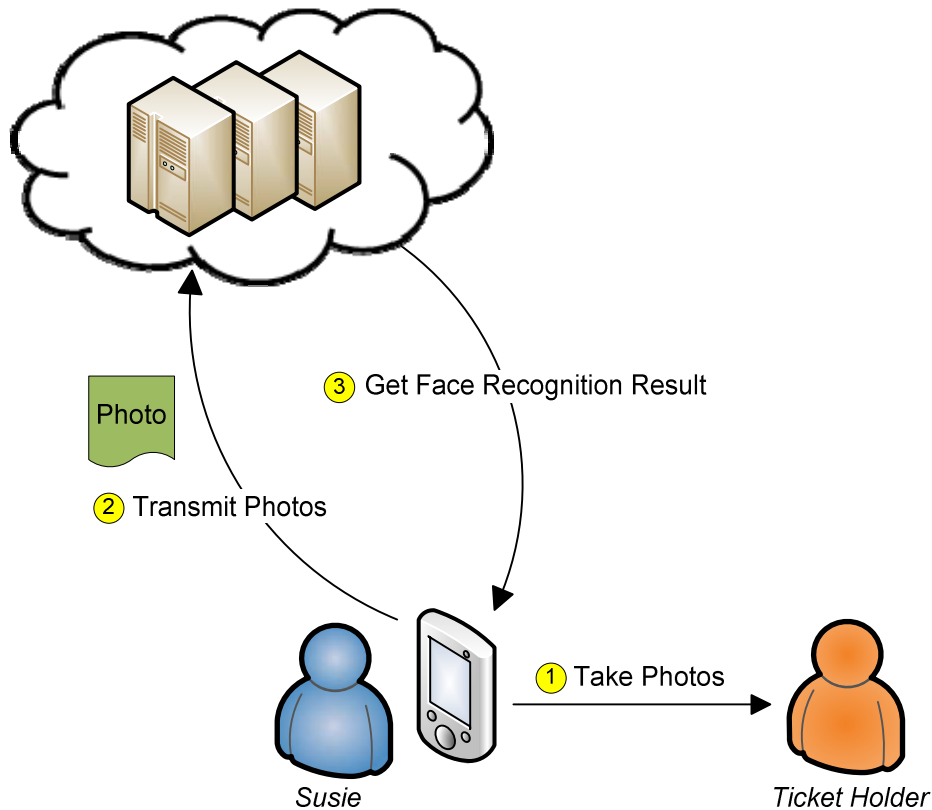 3 Get Face Recognition Result
Photo
2 Transmit Photos
1 Take Photos
Susie
Ticket Holder